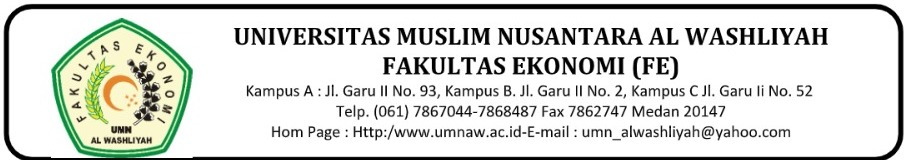 UNIVERSITAS MUSLIM NUSANTARA AL WASHLIYAH
FAKULTAS EKONOMI (FE)
Kampus A : Jl. Garu II No. 93, Kampus B. Jl. Garu II No. 2, Kampus C Jl. Garu Ii No. 52
Telp. (061) 7867044-7868487 Fax 7862747 Medan 20147
Hom Page : Http:/www.umnaw.ac.id-E-mail : umn_alwashliyah@yahoo.com
FAKULTAS EKONOMI
UMN
AL WASHLIYAH